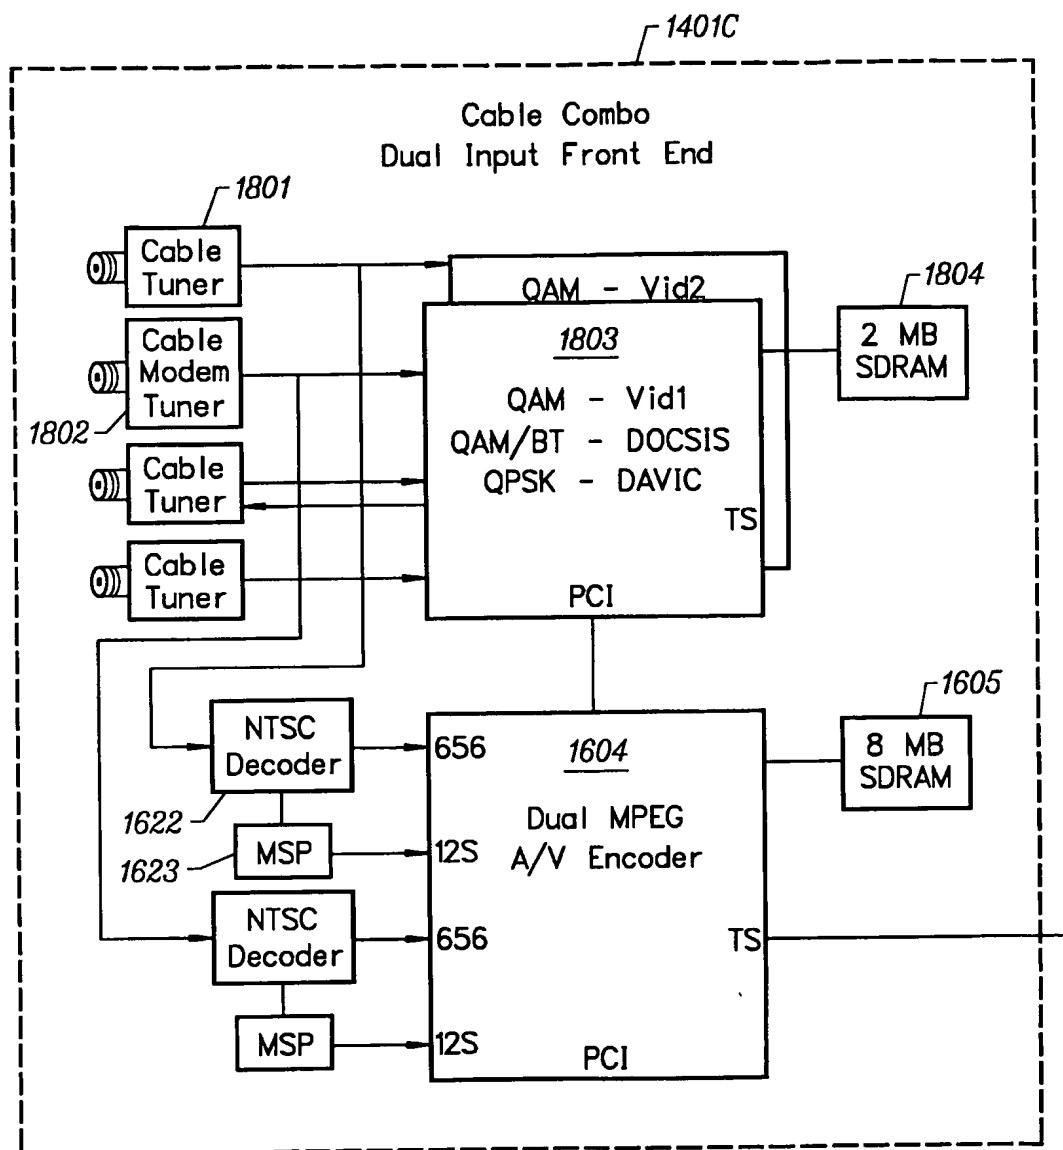 1401C
Cable Combo
Dual Input Front End
1801
Cable
Tuner
Cable
Modem
Tuner
1802
Cable
Tuner
Cable
Tuner
QAM - Vid2
1803
QAM - Vid1
QAM/BT - DOCSIS
QPSK - DAVIC
TS
PCI
1804
2 MB
SDRAM
NTSC
Decoder
1622
MSP
1623
NTSC
Decoder
MSP
656
12S
656
12S
1604
Dual MPEG
A/V Encoder
TS
PCI
1605
8 MB
SDRAM